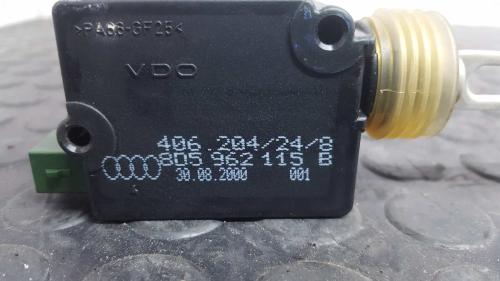 >PA66-GF25<
VDO
406.204/24/8
8D5 962 115 B
30.08.2000 001